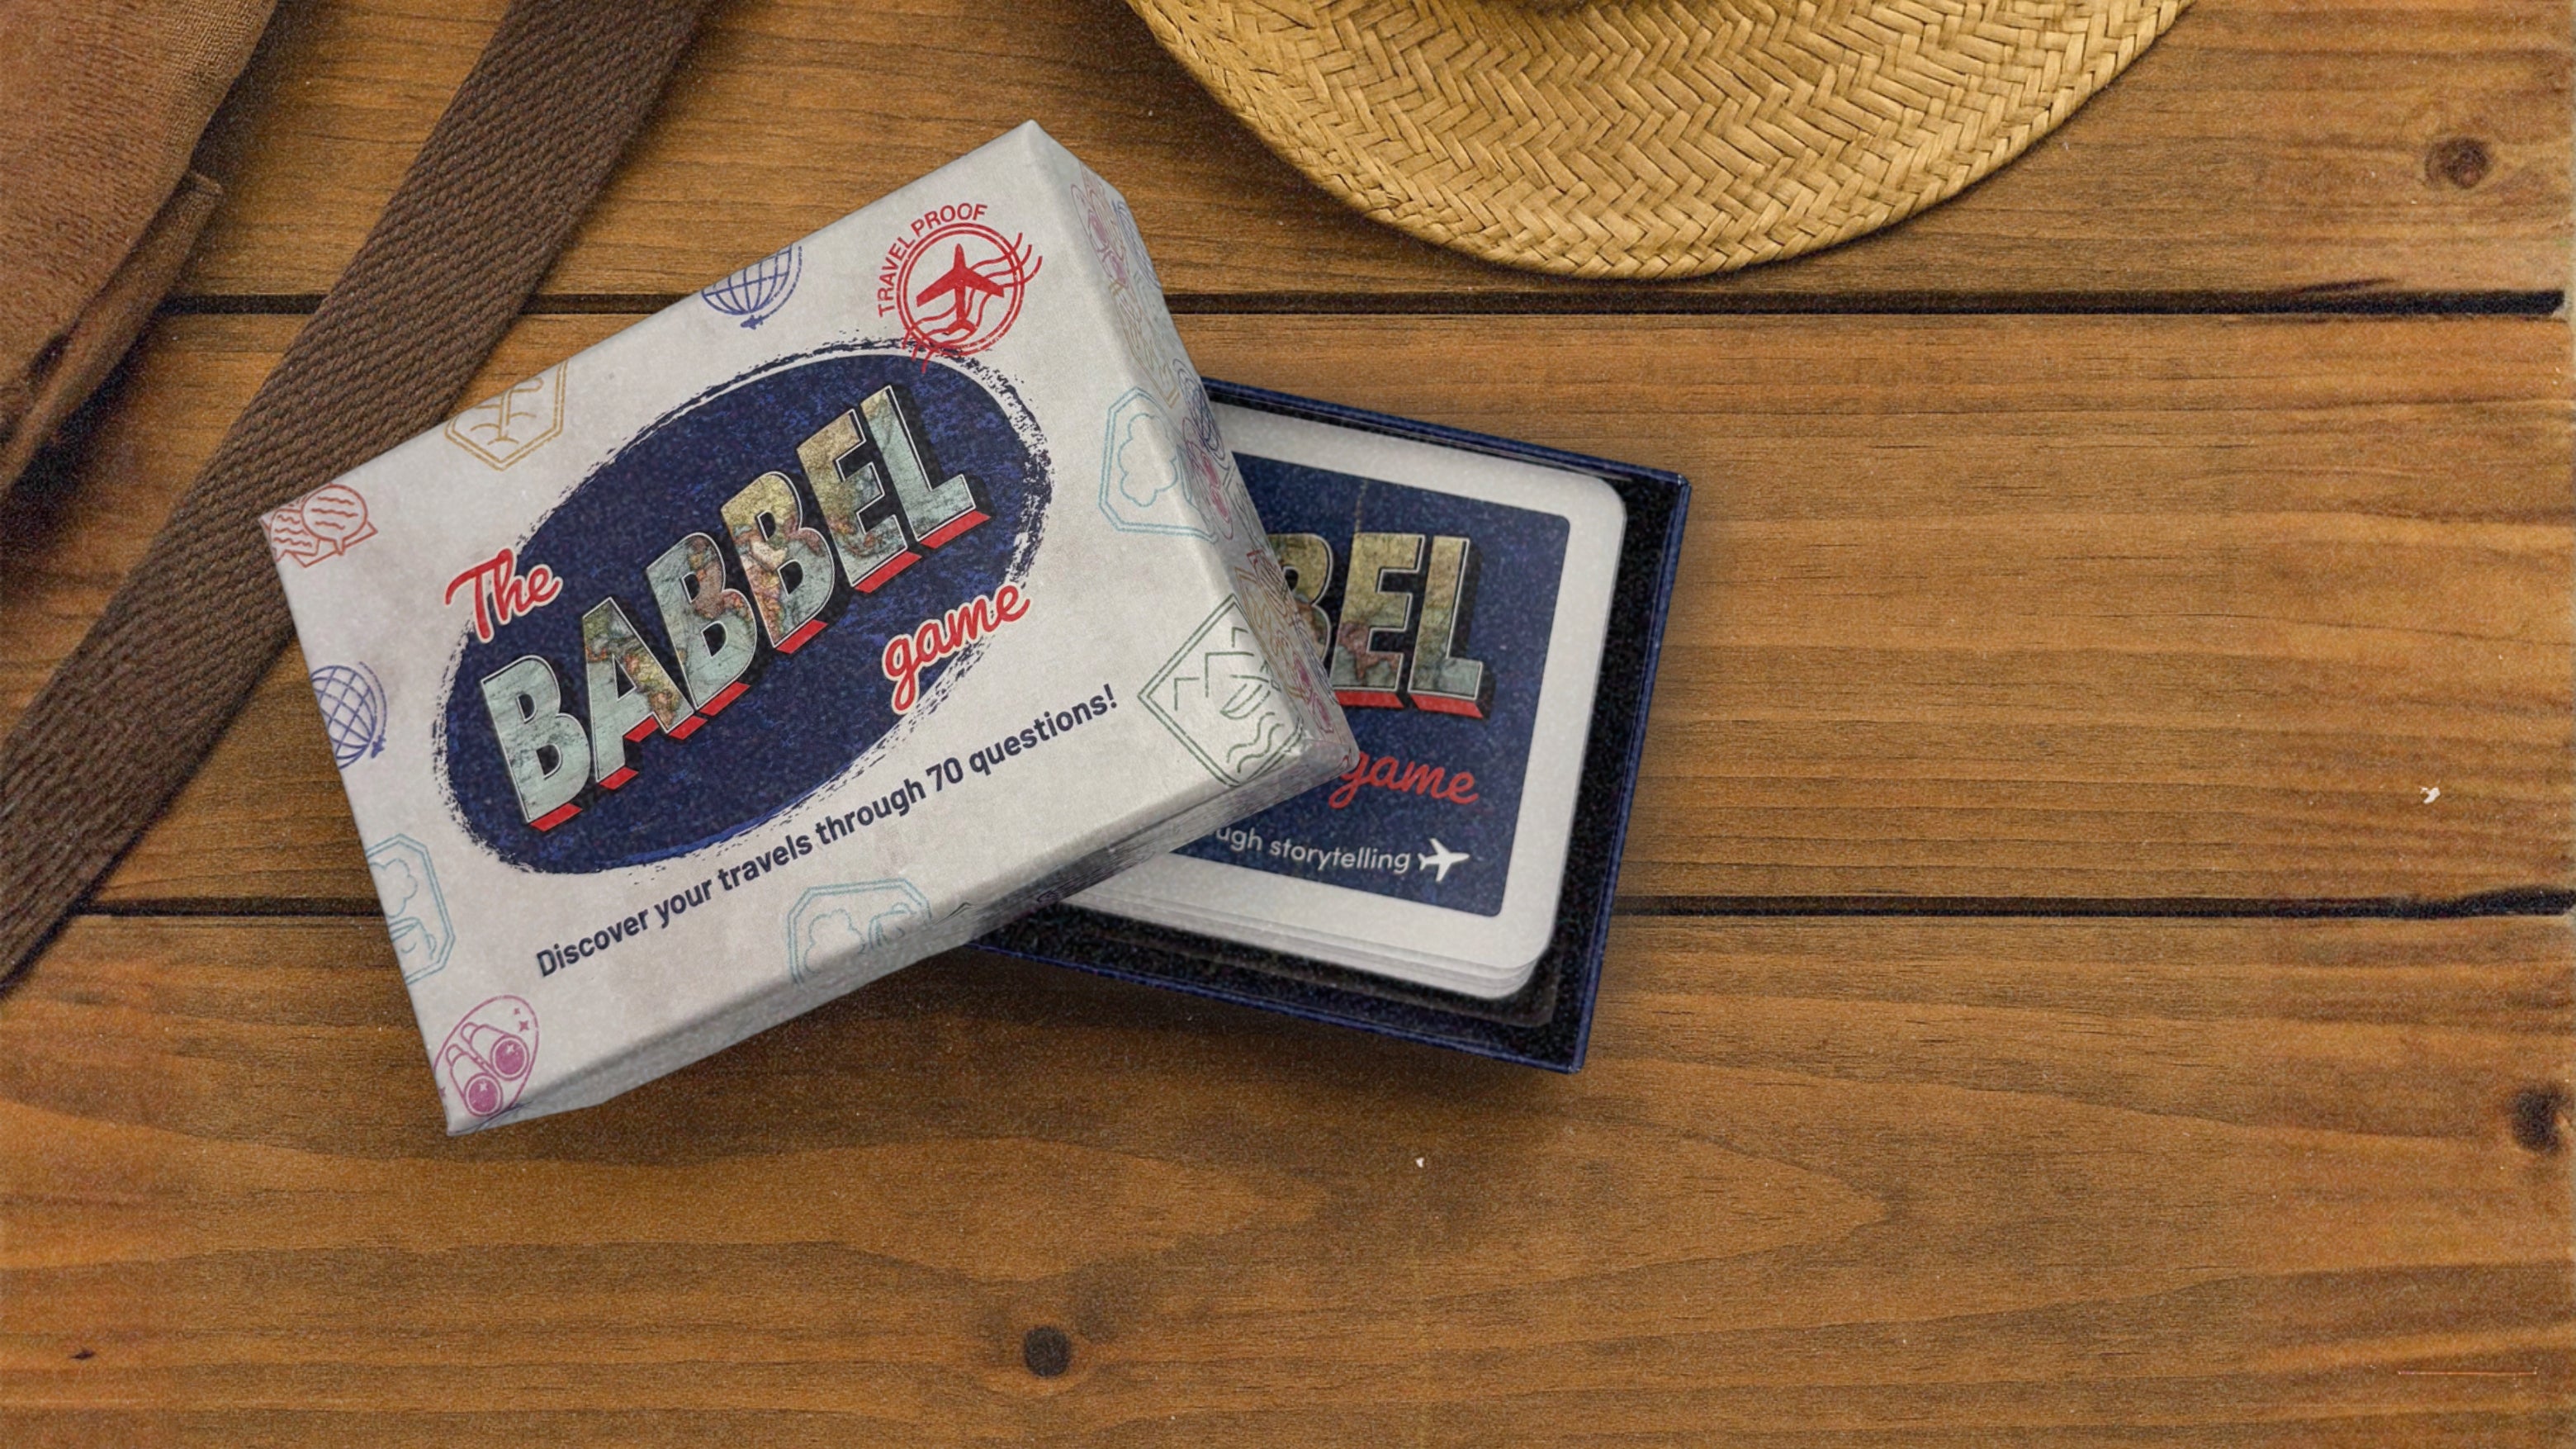 TRAVEL PROOF
The
BABBEL
game
Discover your travels through 70 questions!
BEL
game
ugh storytelling